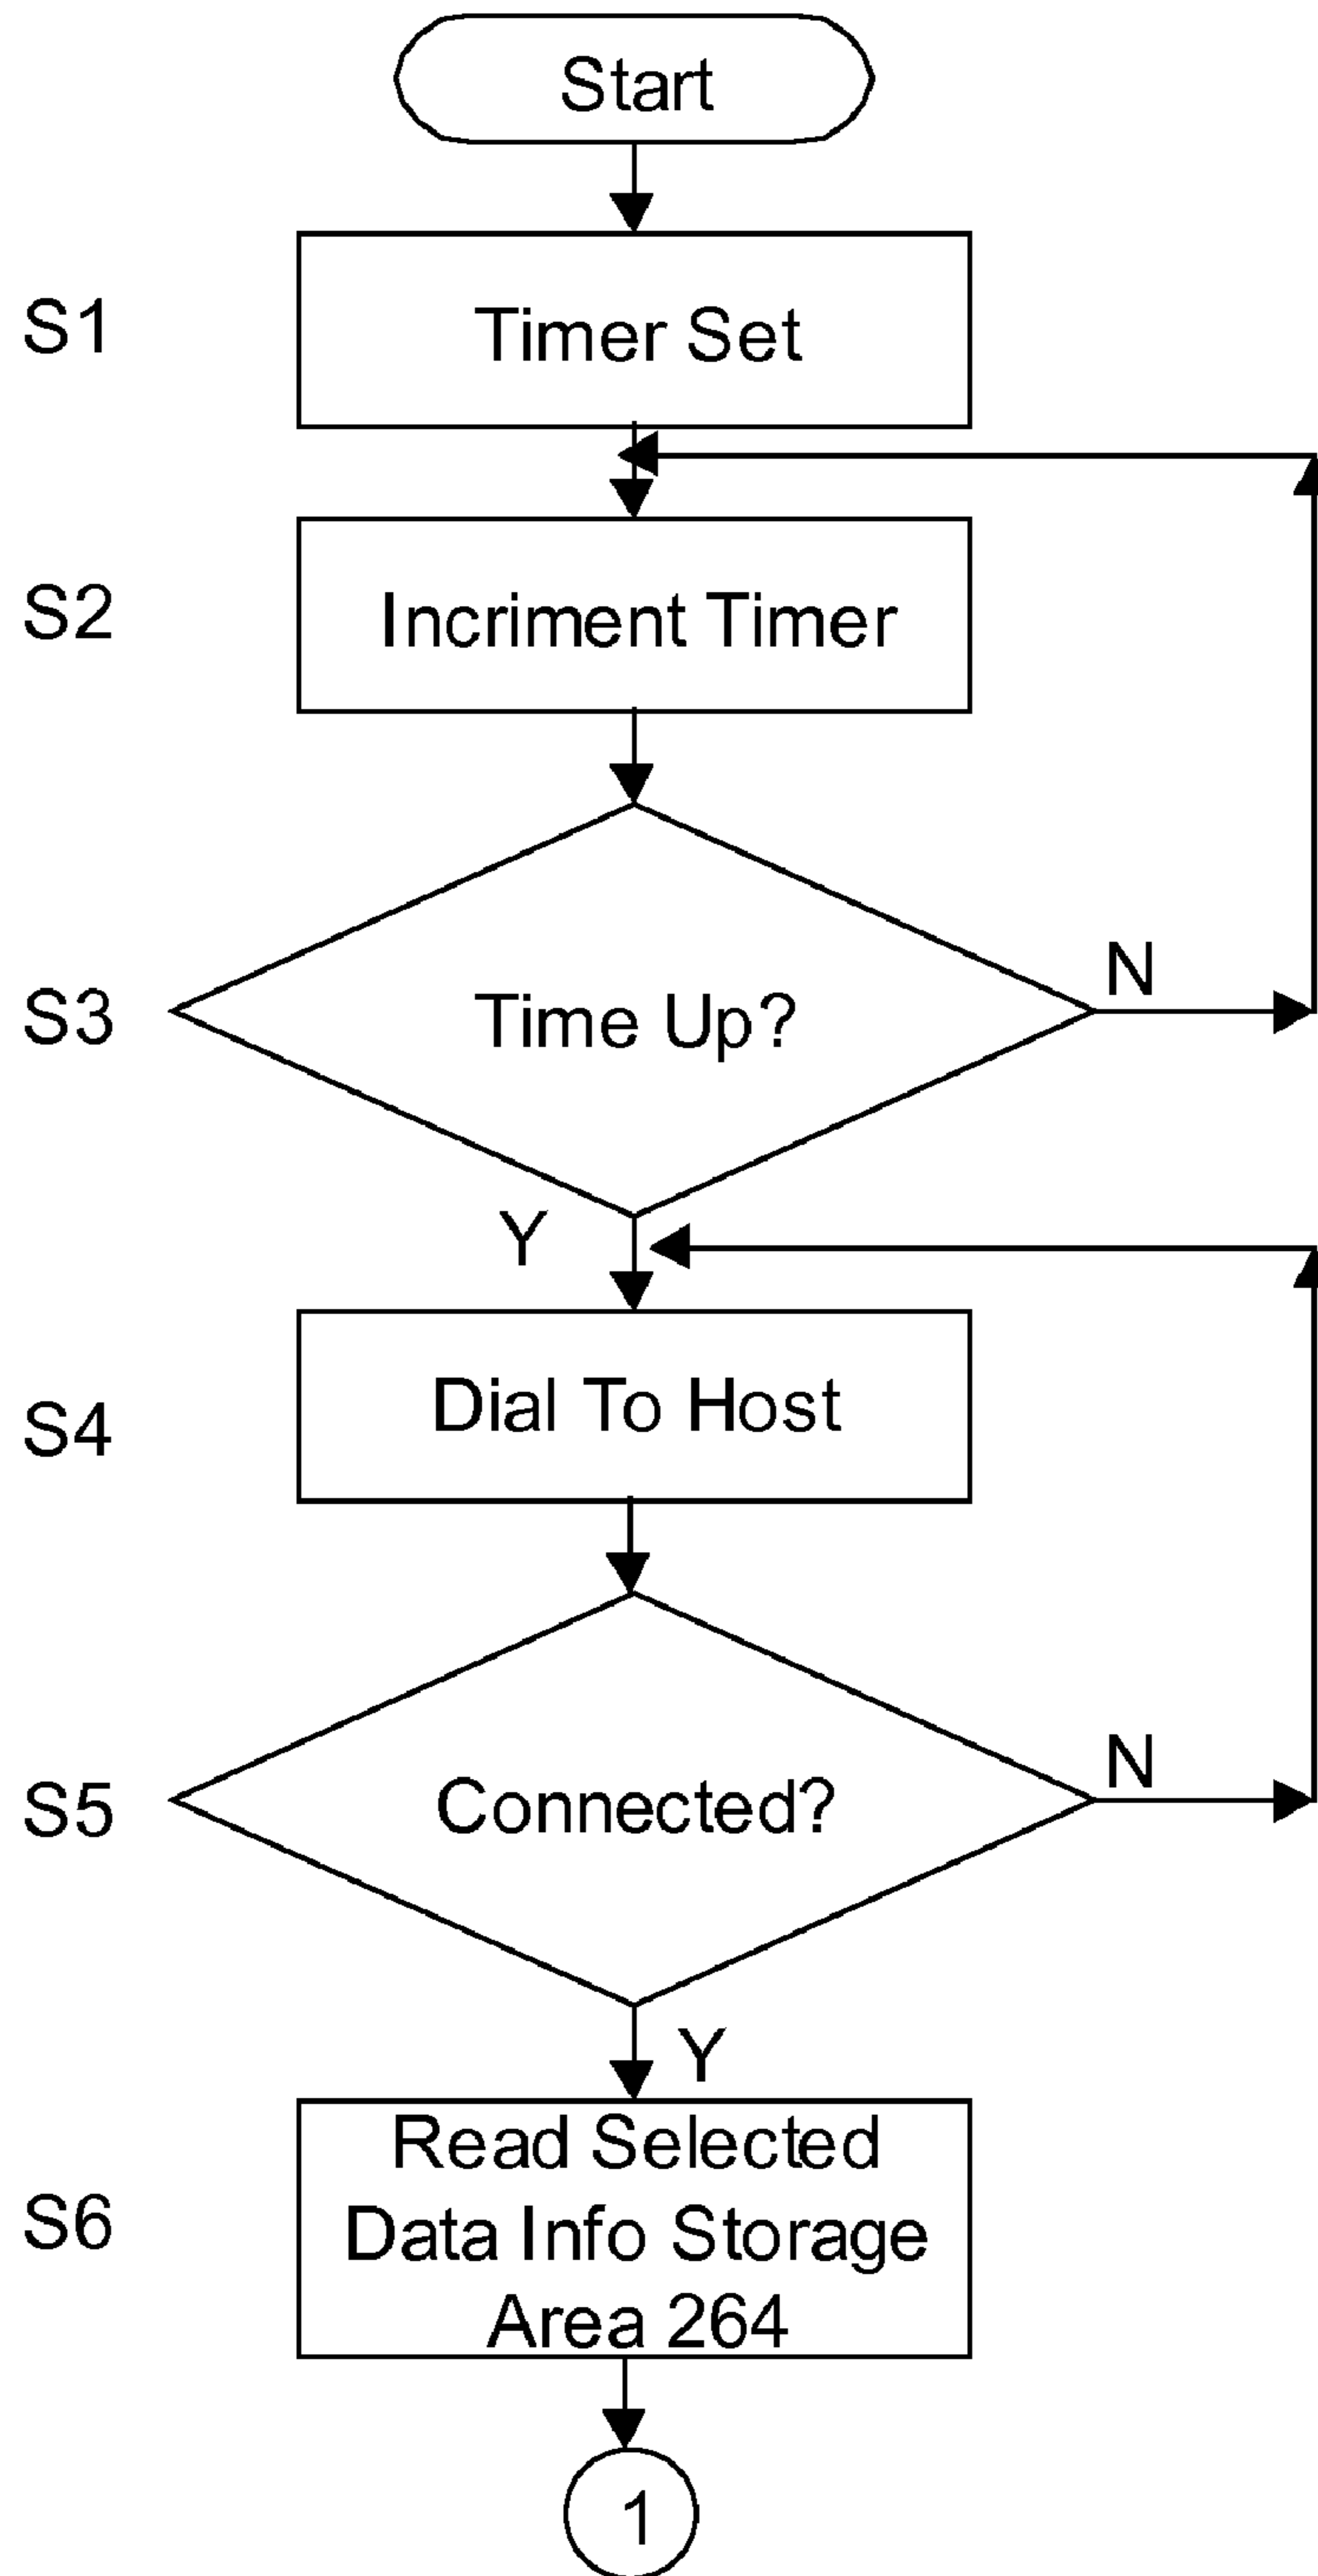 Start
S1
Timer Set
S2
Incriment Timer
S3
Time Up?
N
Y
S4
Dial To Host
S5
Connected?
N
Y
S6
Read Selected
Data Info Storage
Area 264
1